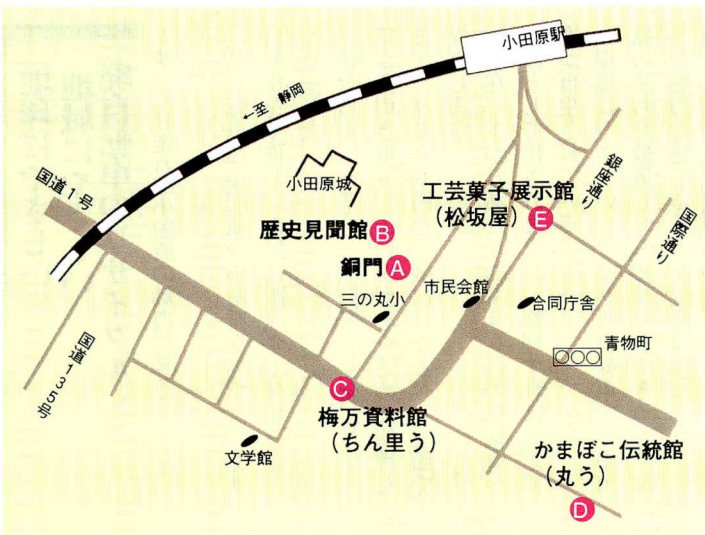 小田原駅
←至 静岡
小田原城
国道1号
工芸菓子展示館
（松坂屋）
E
銀座通り
国際通り
歴史見聞館
B
銅門
A
三の丸小
市民会館
合同庁舎
国道135号
青物町
C
梅万資料館
（ちん里う）
文学館
かまぼこ伝統館
（丸う）
D